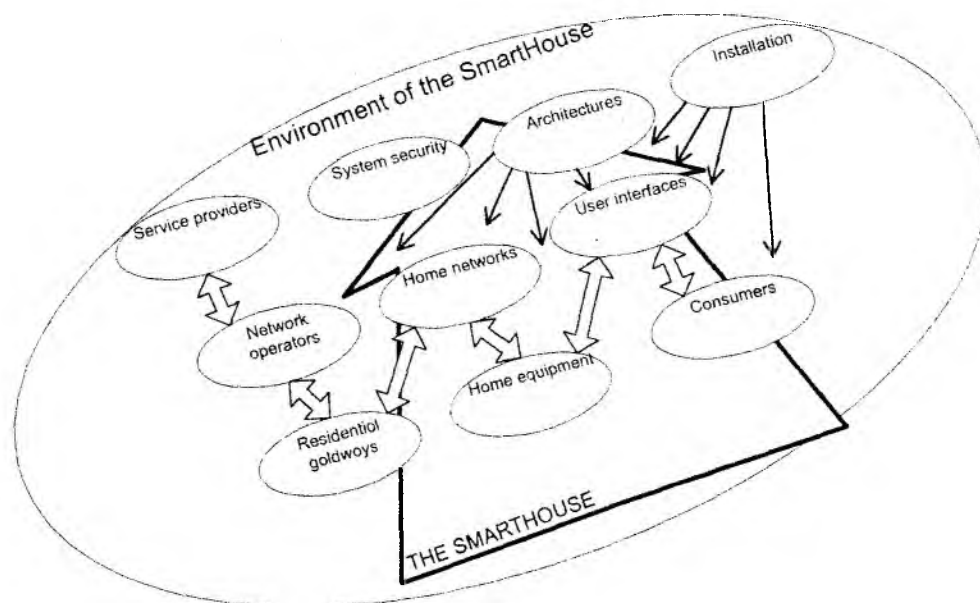 Environment of the SmartHouse
Installation
Architectures
System security
User interfaces
Service providers
Home networks
Consumers
Network
operators
Home equipment
Residentiol
goldwoys
THE SMARTHOUSE